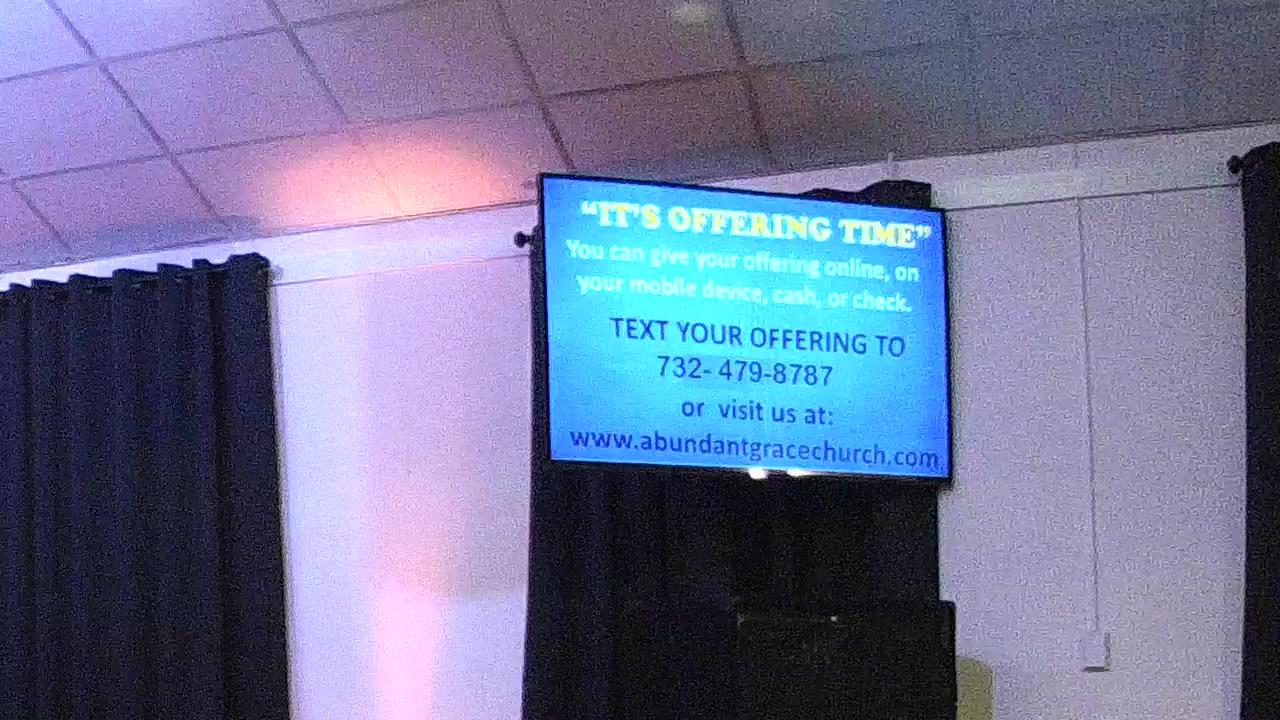 “IT'S OFFERING TIME”
You can give your offering online, on
your mobile device, cash, or check.
TEXT YOUR OFFERING TO
732- 479-8787
or visit us at:
www.abundantgracechurch.com